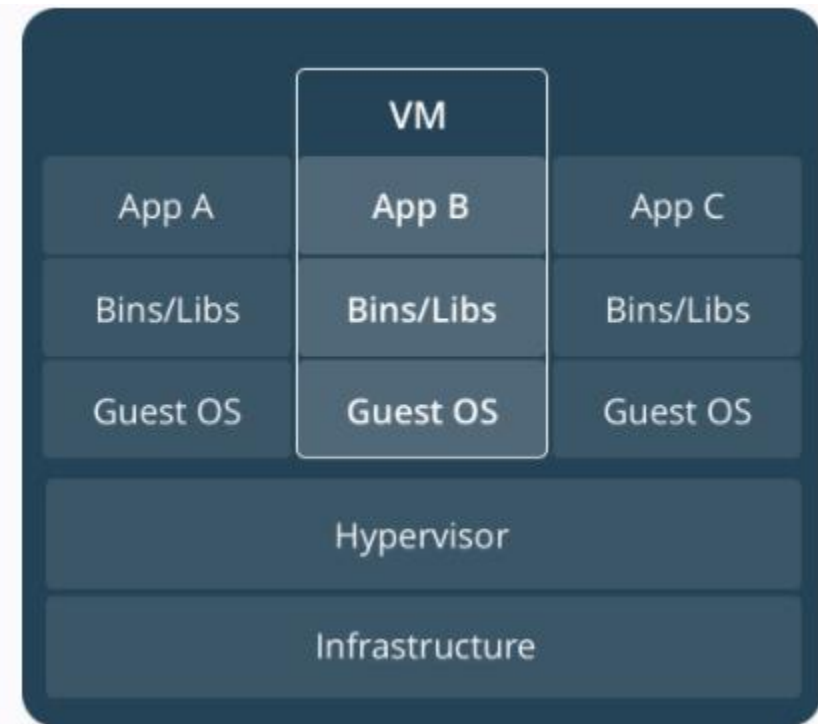 VM
App A App B App C
Bins/Libs Bins/Libs Bins/Libs
Guest OS Guest OS Guest OS
Hypervisor
Infrastructure